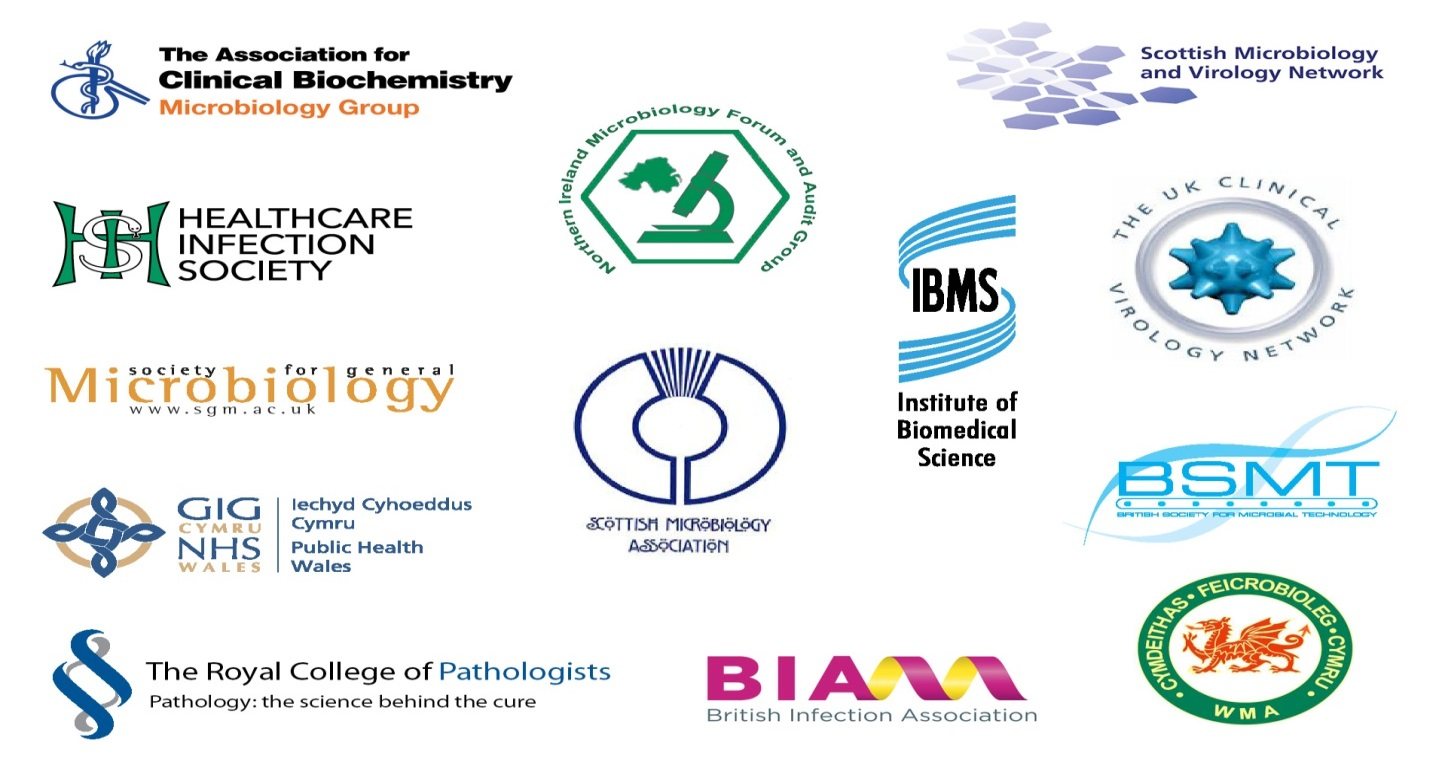 The Association for
Clinical Biochemistry
Microbiology Group
Scottish Microbiology
and Virology Network
Northern Ireland Microbiology Forum and Audit Group
HIS
HEALTHCARE
INFECTION
SOCIETY
IBMS
Institute of
Biomedical
Science
THE UK CLINICAL
VIROLOGY NETWORK
society for general
Microbiology
www.sgm.ac.uk
SCOTTISH MICROBIOLOGY
ASSOCIATION
BSMT
BRITISH SOCIETY FOR MICROBIAL TECHNOLOGY
GIG
CYMRU
NHS
WALES
Iechyd Cyhoeddus
Cymru
Public Health
Wales
The Royal College of Pathologists
Pathology: the science behind the cure
BIA
British Infection Association
CYMDEITHAS • FEICROBIOLEG • CYMRU •
WMA